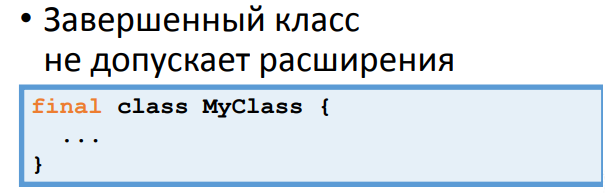 • Завершенный класс
не допускает расширения
final class MyClass {
...
}